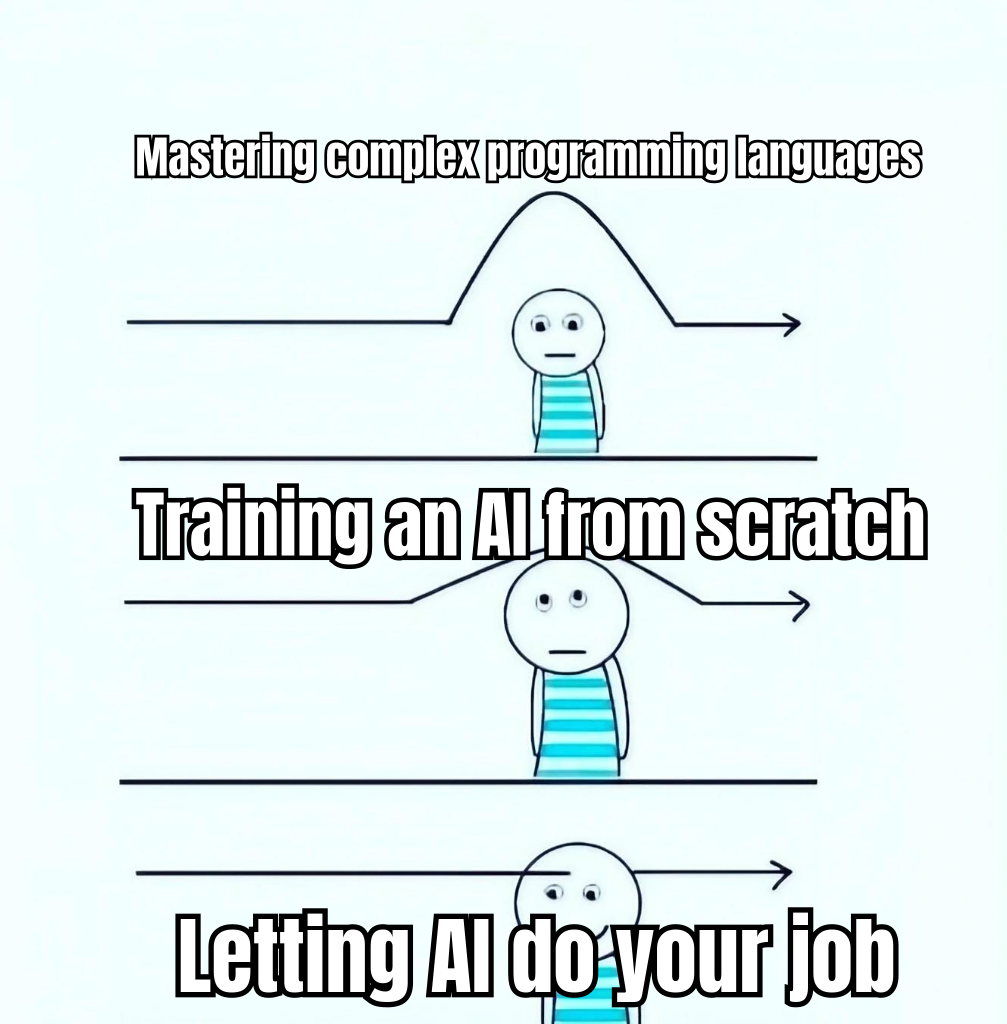 Mastering complex programming languages
Training an AI from scratch
Letting AI do your job